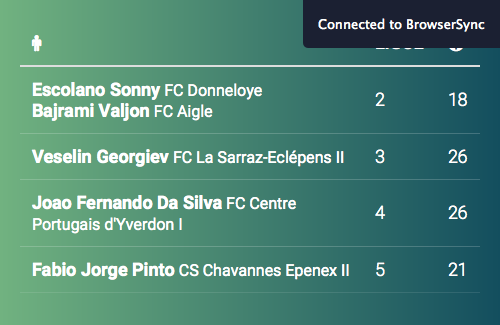 Connected to BrowserSync
Escolano Sonny FC Donneloye
Bajrami Valjon FC Aigle
2
18
Veselin Georgiev FC La Sarraz-Eclépens II
3
26
Joao Fernando Da Silva FC Centre
Portugais d'Yverdon I
4
26
Fabio Jorge Pinto CS Chavannes Epenex II
5
21